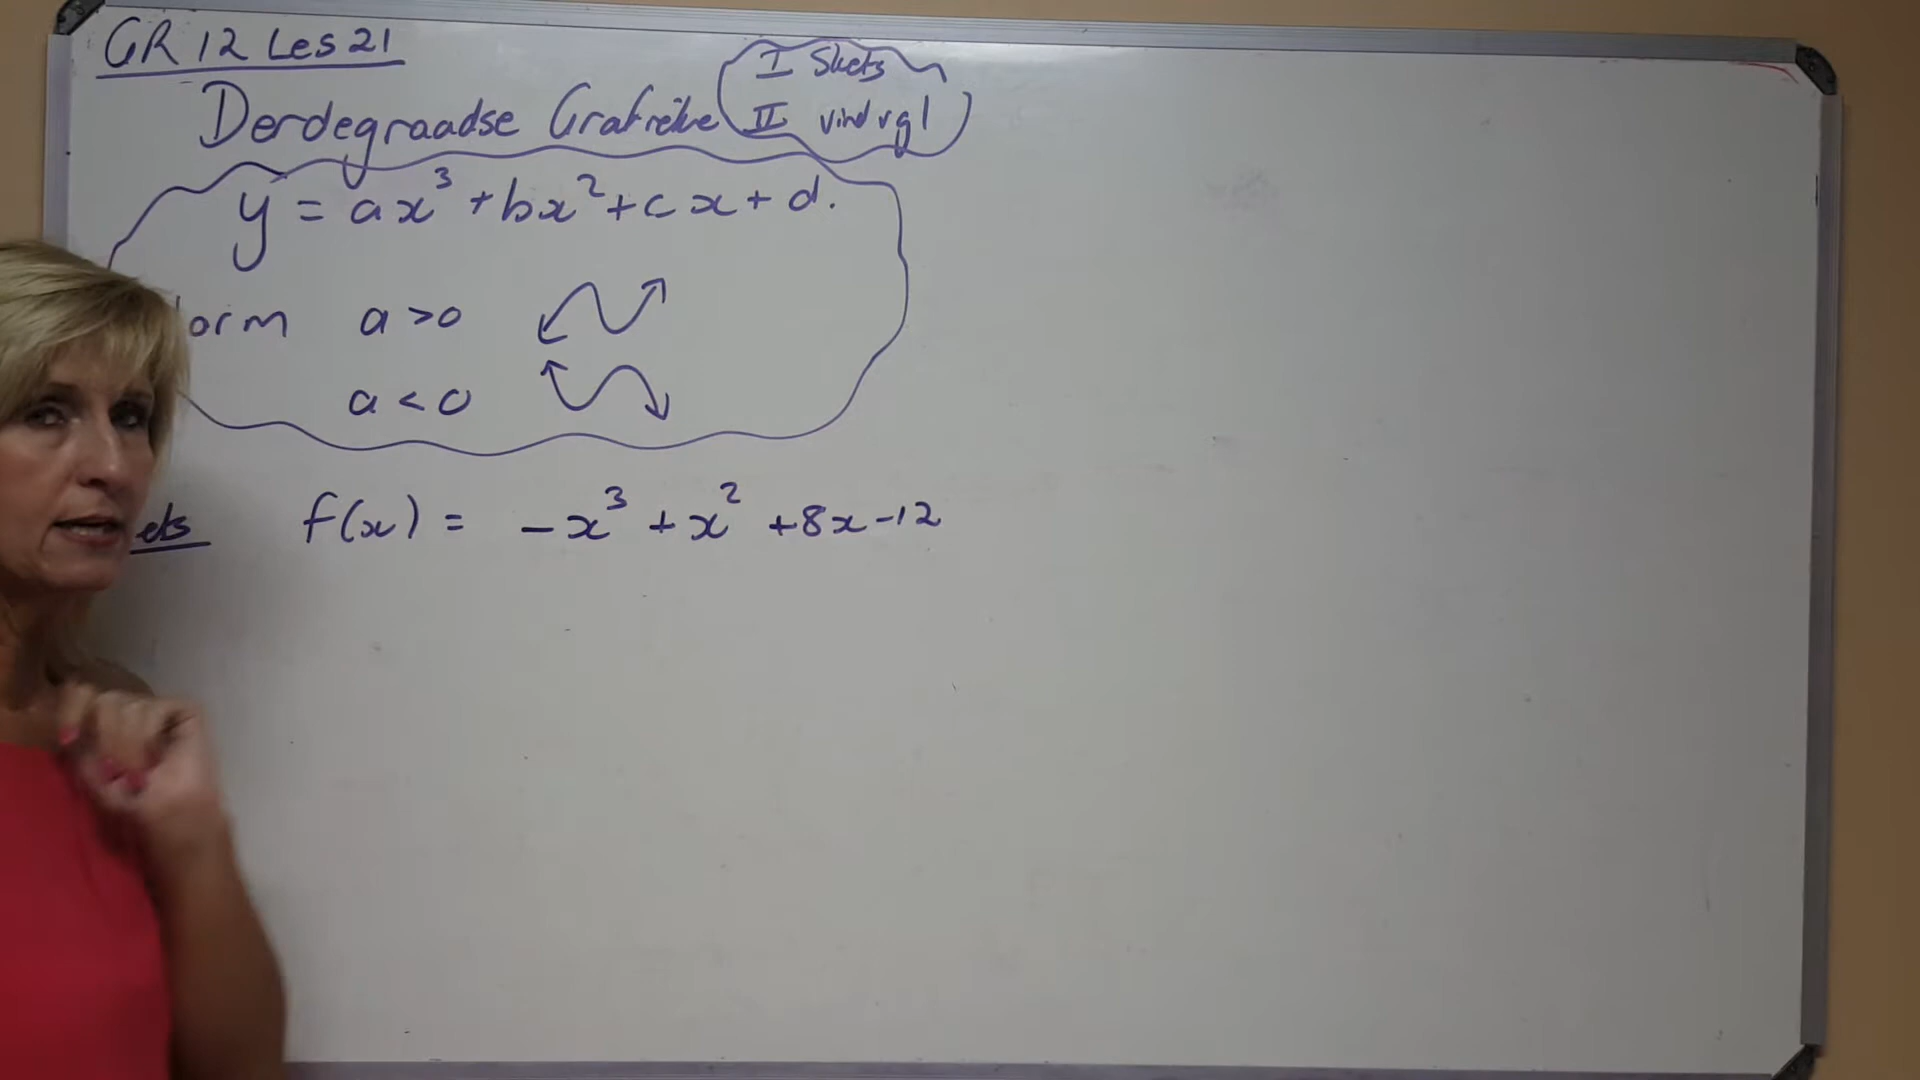 GR 12 Les 21
I Skets
Derdegraadse Grafieke II vind vgl
y = ax³ + bx² + cx + d.
orm a > 0
a < 0
ets f(x) = -x³ + x² + 8x - 12